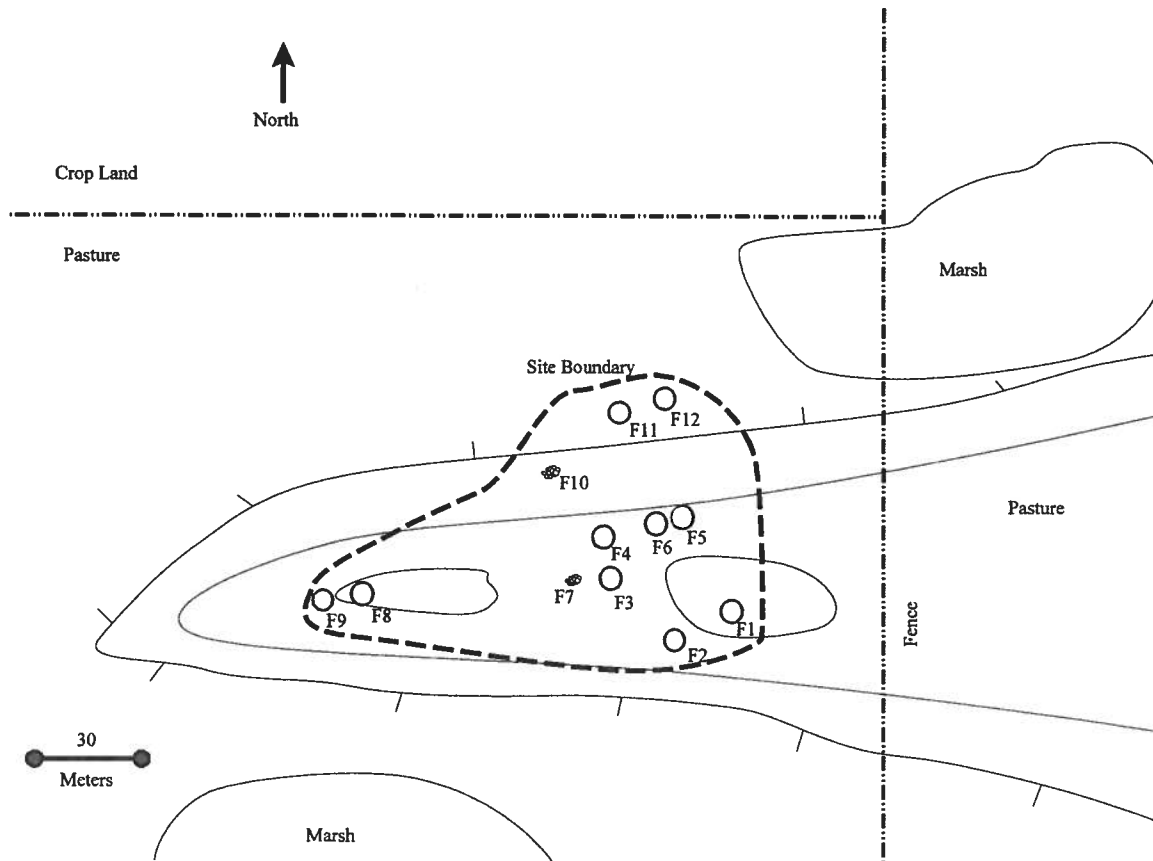 North
Crop Land
Pasture
Marsh
Site Boundary
F12
F11
F10
Pasture
F5
F6
F4
F7
F3
F8
F9
F1
F2
Fence
30
Meters
Marsh